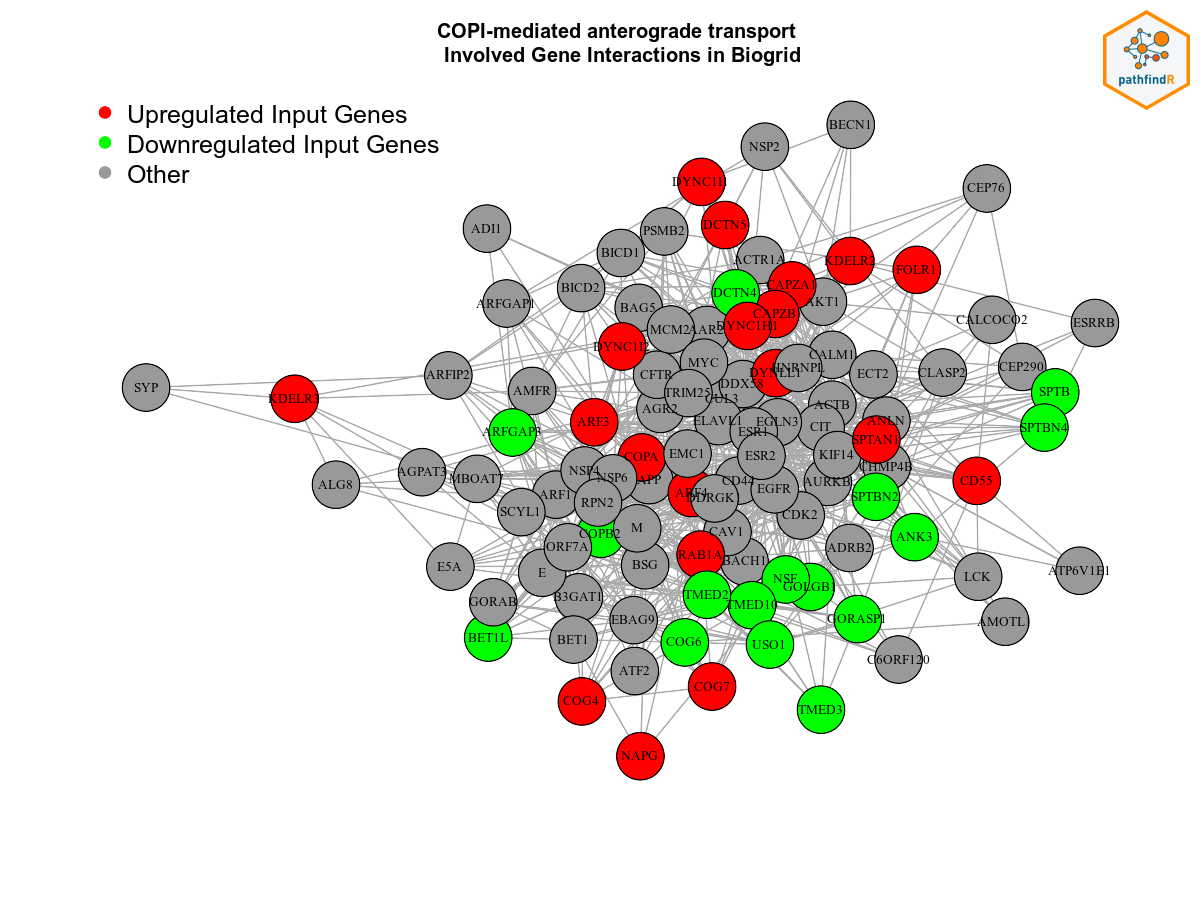 COPI-mediated anterograde transport
Involved Gene Interactions in Biogrid
pathfindR
Upregulated Input Genes
Downregulated Input Genes
Other
BECN1
NSP2
DYNC1I1
CEP76
DCTN5
ADI1
PSMB2
BICD1
ACTR1A
KDELR2
FOLR1
BICD2
DCTN4
CAPZA1
ARFGAP1
BAG5
AKT1
CAPZB
CALCOCO2
ESRRB
MCM2
AAR2
DYNC1H1
DYNC1I2
CALM1
MYC
HNRNPL
CEP290
CFTR
DYNLL1
ECT2
CLASP2
ARFIP2
DDX58
SYP
AMFR
TRIM25
SPTB
KDELR3
CUL3
AGR2
ACTB
ARF3
ELAVL1
EGLN3
CIT
ANLN
SPTBN4
ARFGAP3
ESR1
SPTAN1
EMC1
ESR2
KIF14
COPA
CHMP4B
NSP4
NSP6
AGPAT3
MBOAT7
APP
CD44
AURKB
CD55
ALG8
ARF1
RPN2
ARF4
DDRGK1
EGFR
SPTBN2
SCYL1
CDK2
COPB2
M
CAV1
ANK3
ORF7A
RAB1A
BACH1
ADRB2
E5A
E
BSG
NSF
GOLGB1
LCK
ATP6V1E1
GORAB
B3GAT1
TMED2
TMED10
EBAG9
GORASP1
AMOTL
BET1L
BET1
COG6
USO1
C6ORF120
ATF2
COG4
COG7
TMED3
NAPG